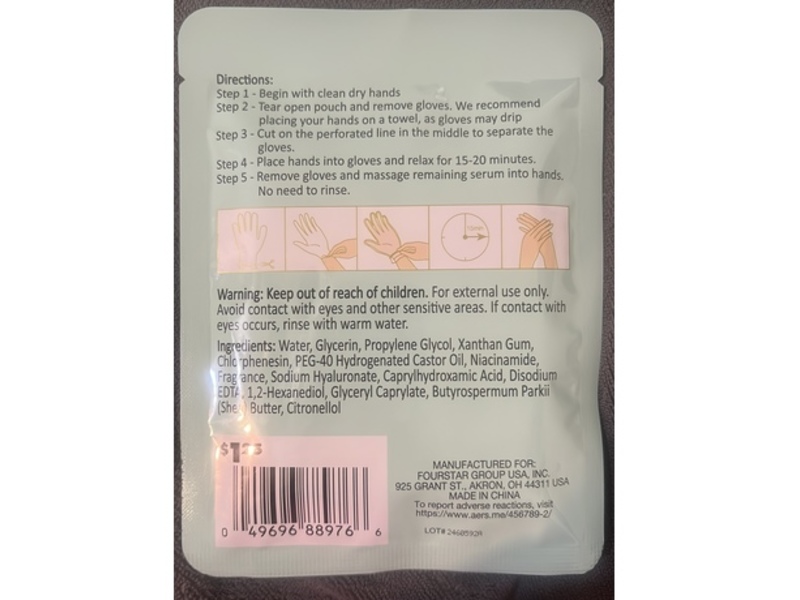 Directions:
Step 1 - Begin with clean dry hands
Step 2 - Tear open pouch and remove gloves. We recommend
placing your hands on a towel, as gloves may drip
Step 3 - Cut on the perforated line in the middle to separate the
gloves.
Step 4 - Place hands into gloves and relax for 15-20 minutes.
Step 5 - Remove gloves and massage remaining serum into hands.
No need to rinse.
15min
Warning: Keep out of reach of children. For external use only.
Avoid contact with eyes and other sensitive areas. If contact with
eyes occurs, rinse with warm water.
Ingredients: Water, Glycerin, Propylene Glycol, Xanthan Gum,
Chlorphenesin, PEG-40 Hydrogenated Castor Oil, Niacinamide,
Fragrance, Sodium Hyaluronate, Caprylhydroxamic Acid, Disodium
EDTA, 1,2-Hexanediol, Glyceryl Caprylate, Butyrospermum Parkii
(Shea) Butter, Citronellol
0 49696 88976 6
MANUFACTURED FOR:
FOURSTAR GROUP USA, INC.
925 GRANT ST., AKRON, OH 44311 USA
MADE IN CHINA
To report adverse reactions, visit
https://www.aers.me/456789-2/
LOT# 2460592A